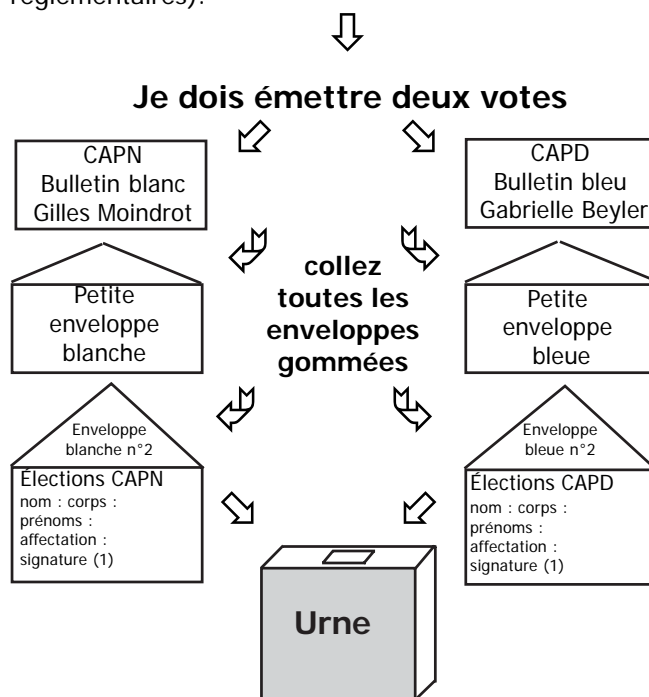 réglementaires).
Je dois émettre deux votes
CAPN
Bulletin blanc
Gilles Moindrot
CAPD
Bulletin bleu
Gabrielle Beyler
collez
toutes les
enveloppes
gommées
Petite
enveloppe
blanche
Petite
enveloppe
bleue
Enveloppe
blanche n°2
Enveloppe
bleue n°2
Élections CAPN
nom : corps :
prénoms :
affectation :
signature (1)
Élections CAPD
nom : corps :
prénoms :
affectation :
signature (1)
Urne